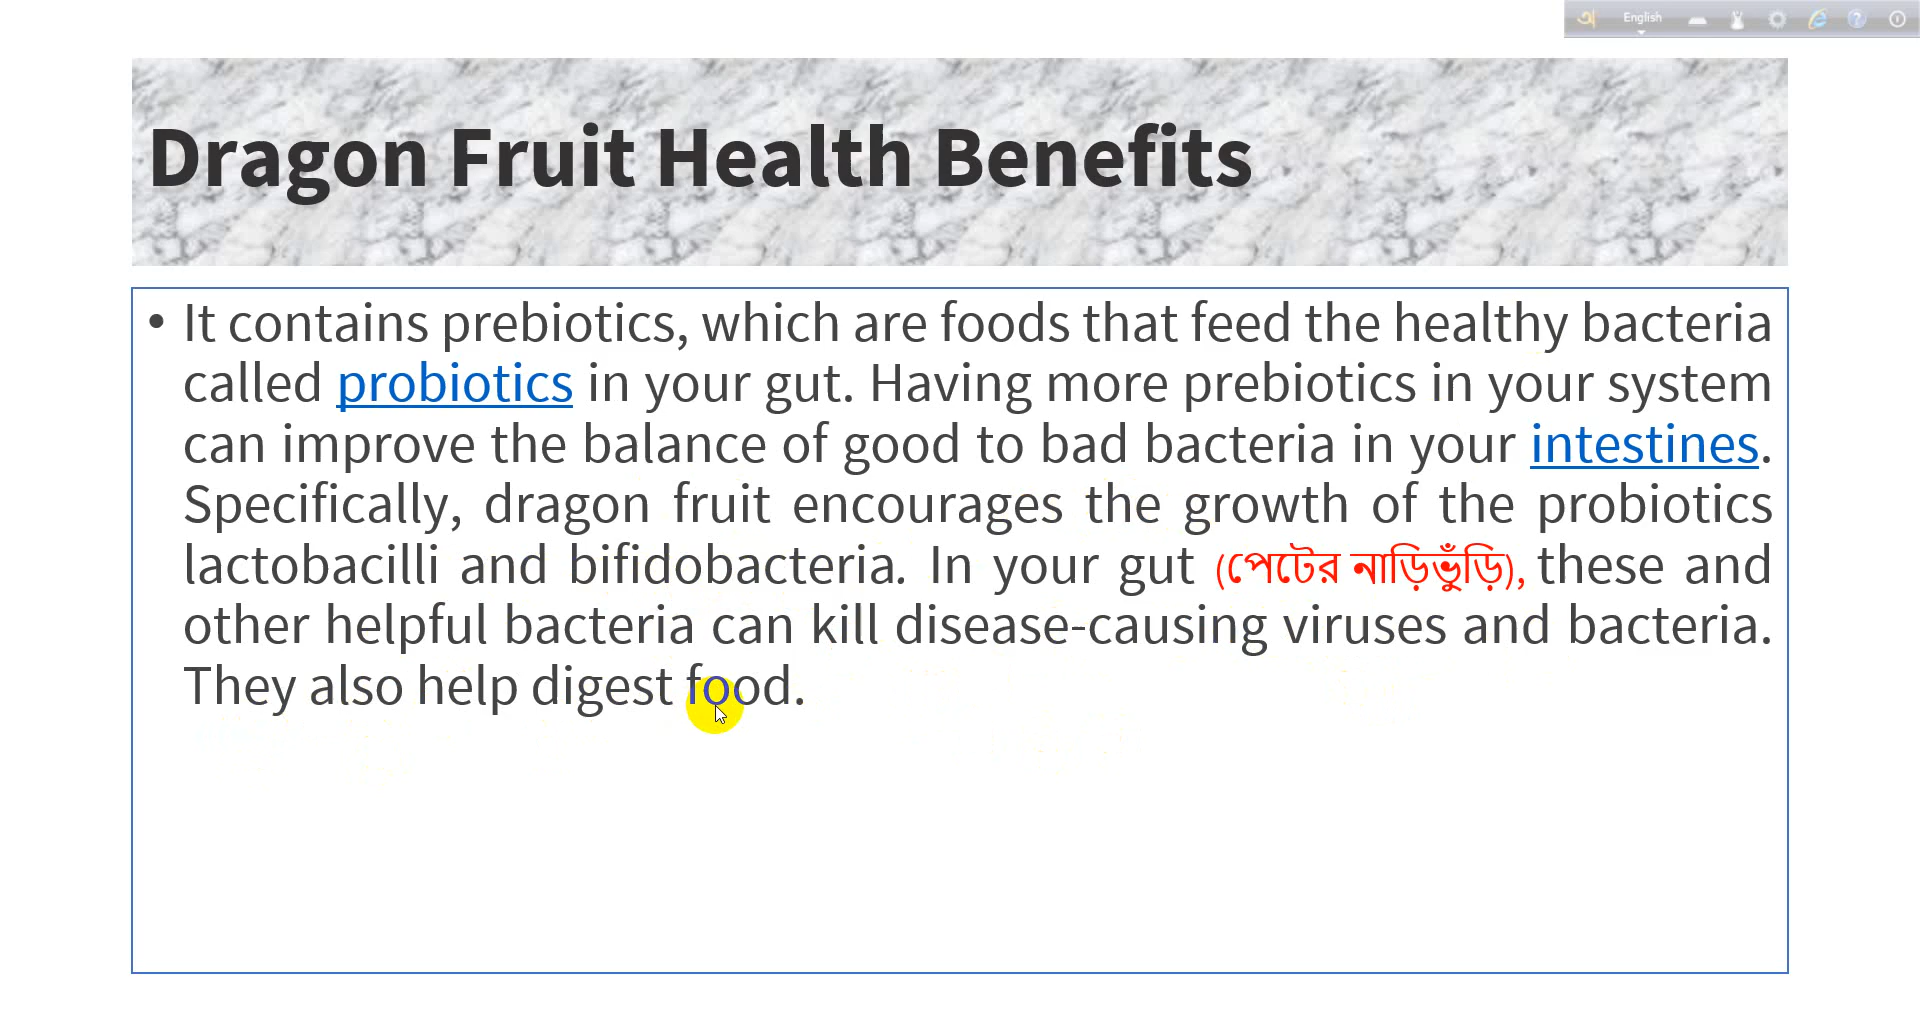 অ English
Dragon Fruit Health Benefits
• It contains prebiotics, which are foods that feed the healthy bacteria
called probiotics in your gut. Having more prebiotics in your system
can improve the balance of good to bad bacteria in your intestines.
Specifically, dragon fruit encourages the growth of the probiotics
lactobacilli and bifidobacteria. In your gut (পেটের নাড়িভুঁড়ি), these and
other helpful bacteria can kill disease-causing viruses and bacteria.
They also help digest food.